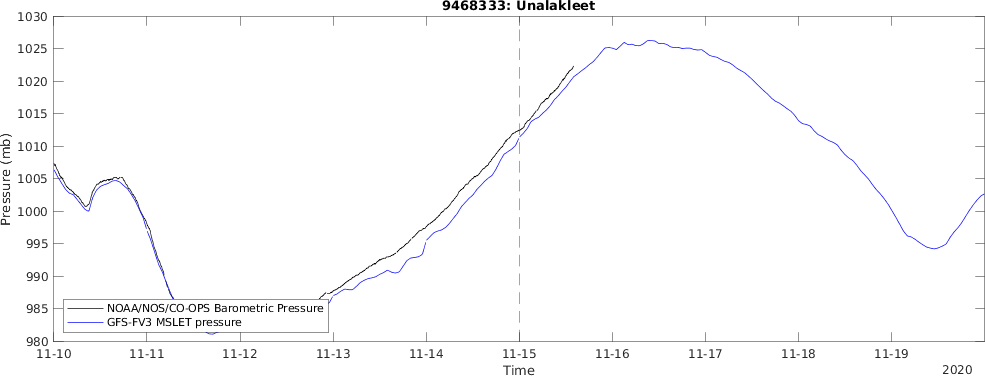 9468333: Unalakleet
Pressure (mb)
1030
1025
1020
1015
1010
1005
1000
995
990
985
980
NOAA/NOS/CO-OPS Barometric Pressure
GFS-FV3 MSLET pressure
11-10 11-11 11-12 11-13 11-14 11-15 11-16 11-17 11-18 11-19
Time
2020